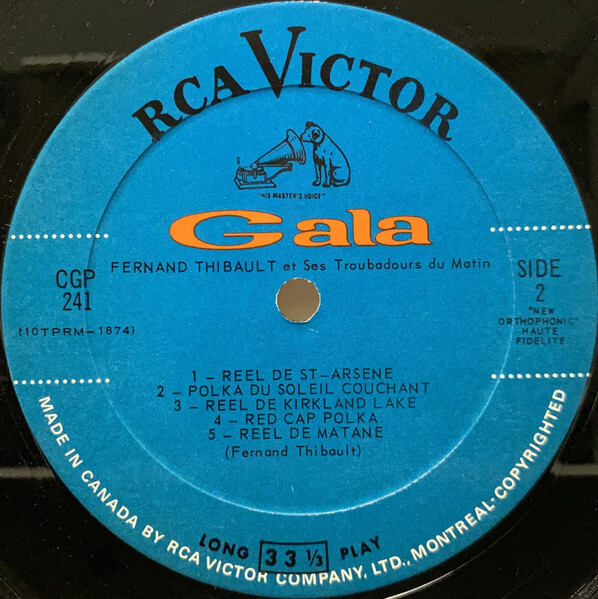 RCA VICTOR
"HIS MASTER'S VOICE"
Gala
FERNAND THIBAULT et Ses Troubadours du Matin
CGP
241
(10TPRM-1874)
SIDE
2
"NEW
ORTHOPHONIC"
HAUTE
FIDELITE
1 - REEL DE ST-ARSENE
2 - POLKA DU SOLEIL COUCHANT
3 - REEL DE KIRKLAND LAKE
4 - RED CAP POLKA
5 - REEL DE MATANE
(Fernand Thibault)
LONG 33 1/3 PLAY
MADE IN CANADA BY RCA VICTOR COMPANY, LTD., MONTREAL-COPYRIGHTED